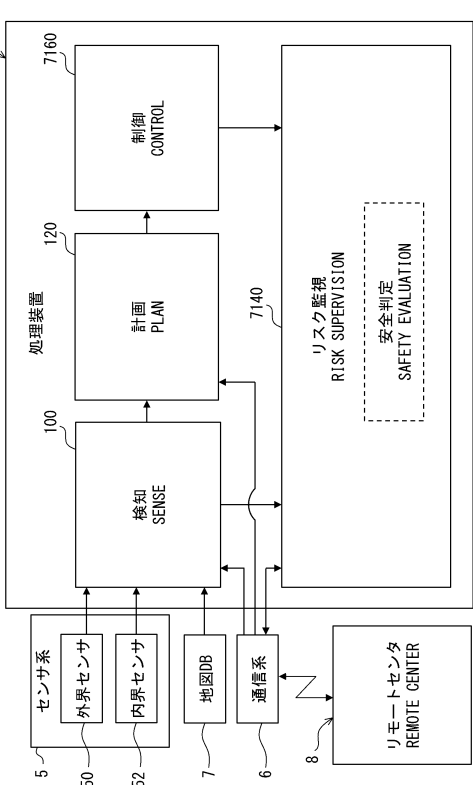 処理装置
7160
制御
CONTROL
120
計画
PLAN
100
検知
SENSE
7140
リスク監視
RISK SUPERVISION
安全判定
SAFETY EVALUATION
センサ系
外界センサ
内界センサ
5
50
52
地図DB
7
通信系
6
8
リモートセンタ
REMOTE CENTER